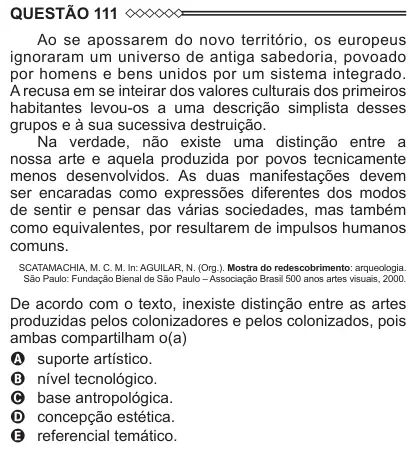 QUESTÃO 111
Ao se apossarem do novo território, os europeus
ignoraram um universo de antiga sabedoria, povoado
por homens e bens unidos por um sistema integrado.
A recusa em se inteirar dos valores culturais dos primeiros
habitantes levou-os a uma descrição simplista desses
grupos e à sua sucessiva destruição.
Na verdade, não existe uma distinção entre a
nossa arte e aquela produzida por povos tecnicamente
menos desenvolvidos. As duas manifestações devem
ser encaradas como expressões diferentes dos modos
de sentir e pensar das várias sociedades, mas também
como equivalentes, por resultarem de impulsos humanos
comuns.
SCATAMACHIA, M. C. M. In: AGUILAR, N. (Org.). Mostra do redescobrimento: arqueologia.
São Paulo: Fundação Bienal de São Paulo – Associação Brasil 500 anos artes visuais, 2000.
De acordo com o texto, inexiste distinção entre as artes
produzidas pelos colonizadores e pelos colonizados, pois
ambas compartilham o(a)
A suporte artístico.
B nível tecnológico.
C base antropológica.
D concepção estética.
E referencial temático.